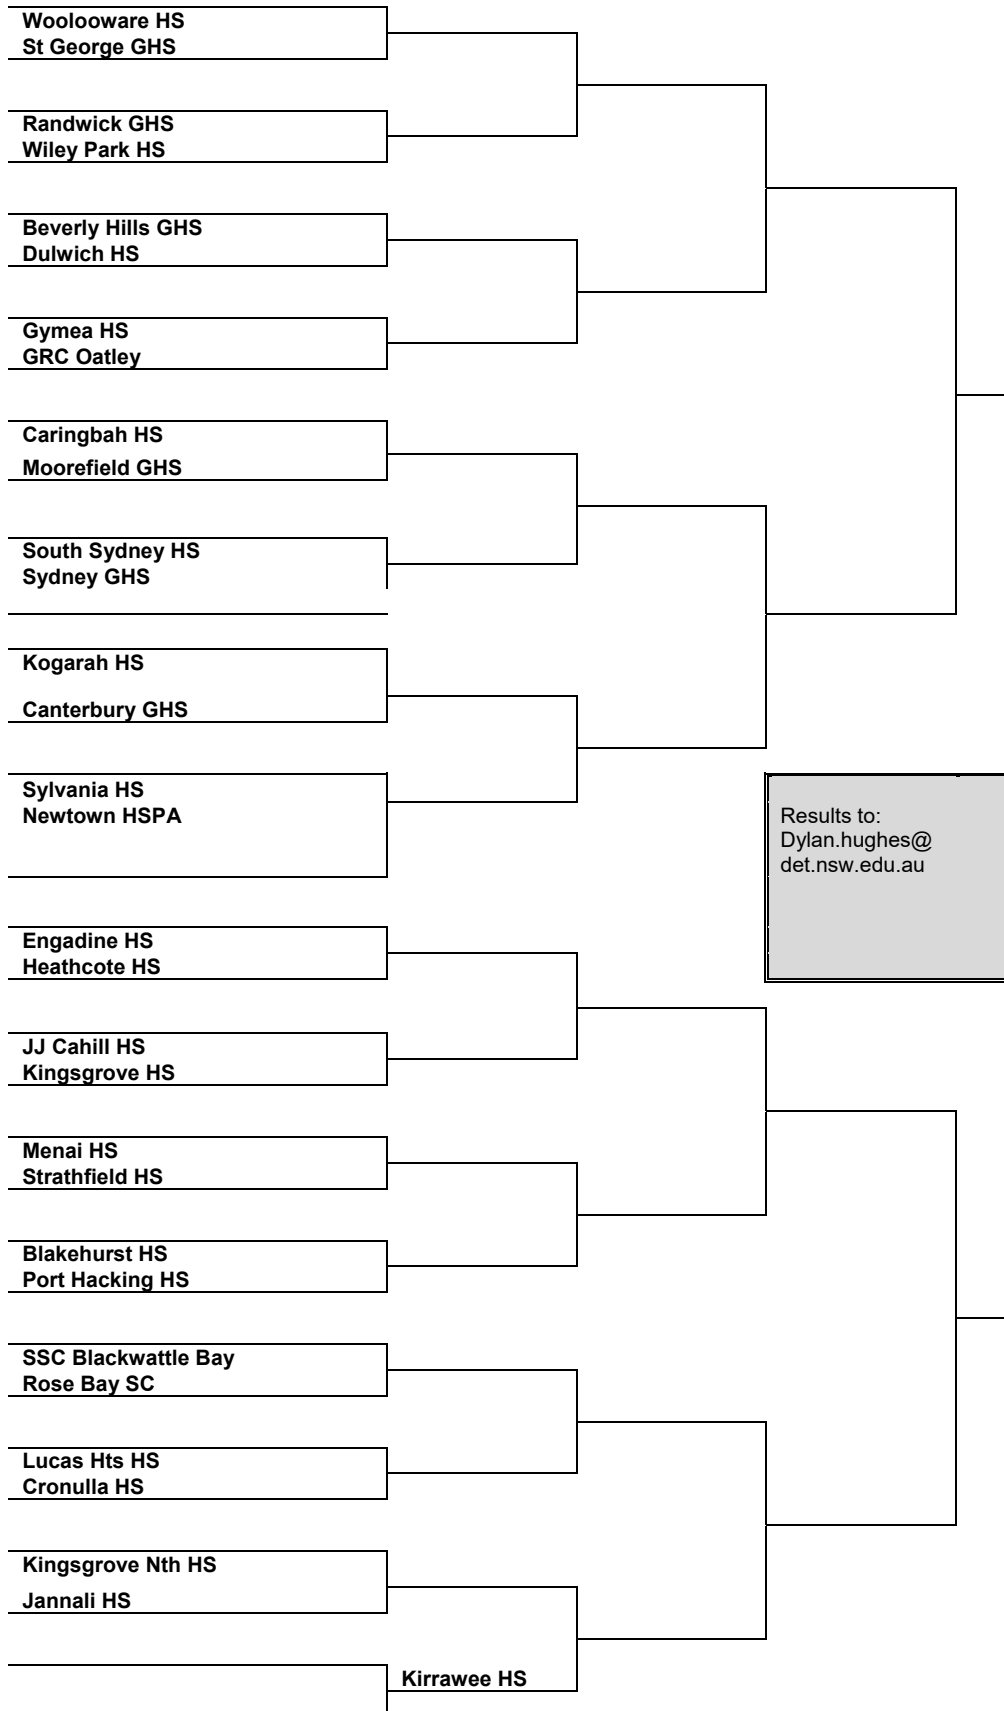 Woolooware HS
St George GHS
Randwick GHS
Wiley Park HS
Beverly Hills GHS
Dulwich HS
Gymea HS
GRC Oatley
Caringbah HS
Moorefield GHS
South Sydney HS
Sydney GHS
Kogarah HS
Canterbury GHS
Sylvania HS
Newtown HSPA
Results to:
Dylan.hughes@
det.nsw.edu.au
Engadine HS
Heathcote HS
JJ Cahill HS
Kingsgrove HS
Menai HS
Strathfield HS
Blakehurst HS
Port Hacking HS
SSC Blackwattle Bay
Rose Bay SC
Lucas Hts HS
Cronulla HS
Kingsgrove Nth HS
Jannali HS
Kirrawee HS